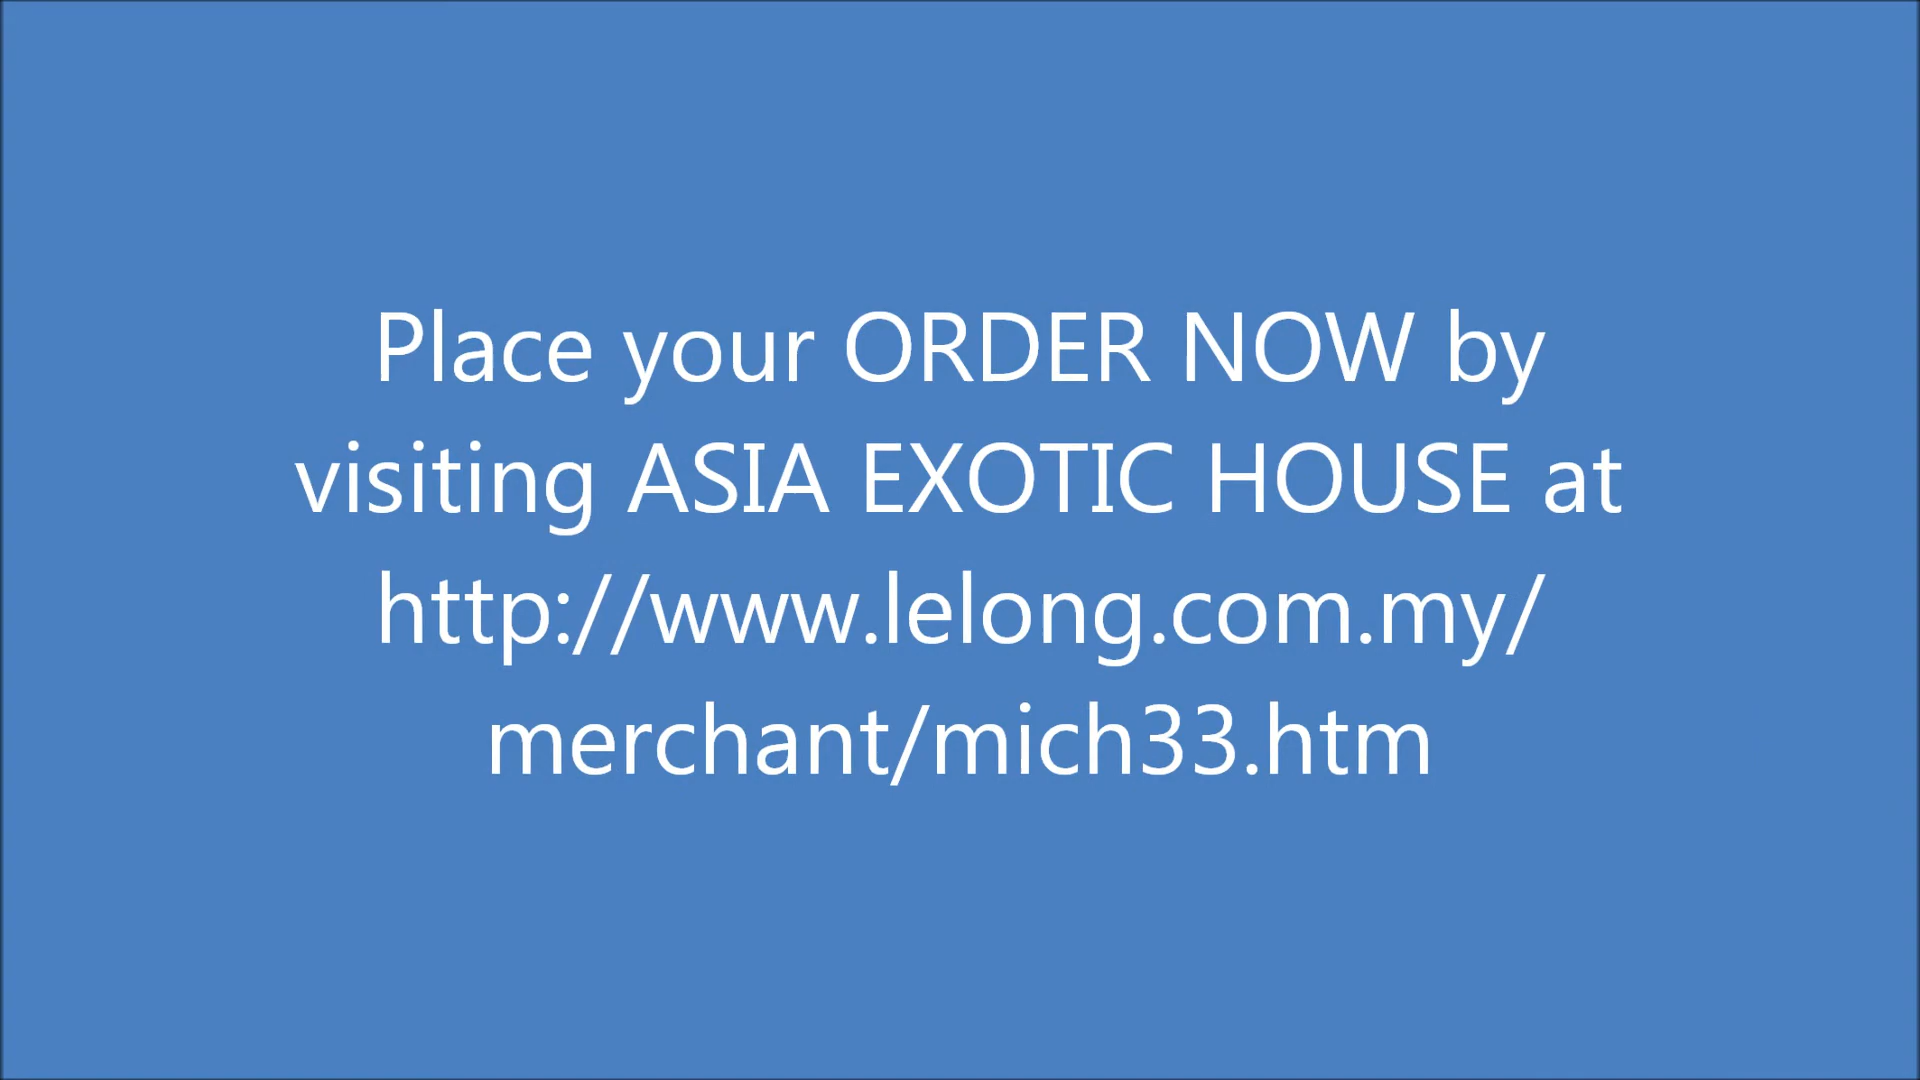 Place your ORDER NOW by
visiting ASIA EXOTIC HOUSE at
http://www.lelong.com.my/
merchant/mich33.htm